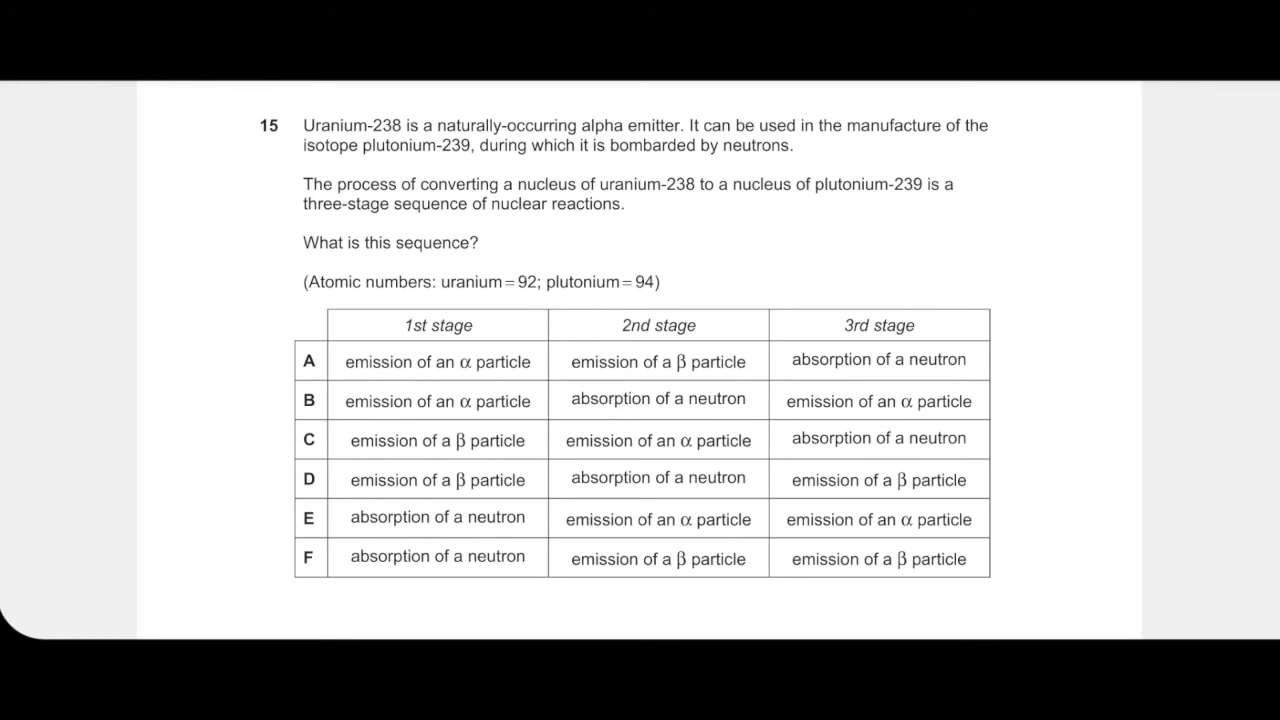 15 Uranium-238 is a naturally-occurring alpha emitter. It can be used in the manufacture of the
isotope plutonium-239, during which it is bombarded by neutrons.
The process of converting a nucleus of uranium-238 to a nucleus of plutonium-239 is a
three-stage sequence of nuclear reactions.
What is this sequence?
(Atomic numbers: uranium = 92; plutonium = 94)
1st stage 2nd stage 3rd stage
A emission of an α particle emission of a β particle absorption of a neutron
B emission of an α particle absorption of a neutron emission of an α particle
C emission of a β particle emission of an α particle absorption of a neutron
D emission of a β particle absorption of a neutron emission of a β particle
E absorption of a neutron emission of an α particle emission of an α particle
F absorption of a neutron emission of a β particle emission of a β particle